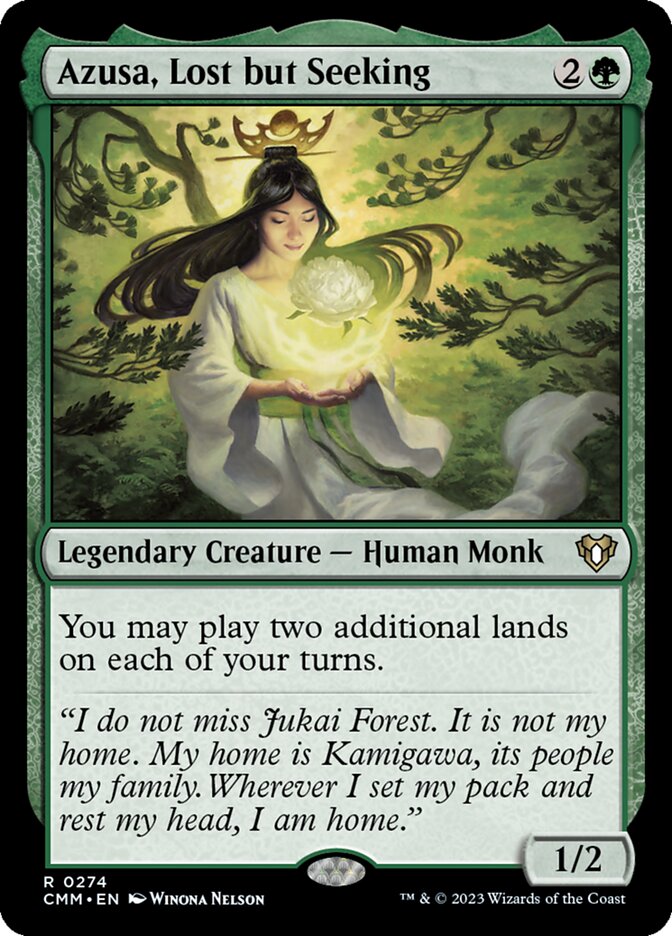 Azusa, Lost but Seeking 2
Legendary Creature — Human Monk
You may play two additional lands
on each of your turns.
“I do not miss Jukai Forest. It is not my
home. My home is Kamigawa, its people
my family. Wherever I set my pack and
rest my head, I am home.”
1/2
R 0274
CMM • EN Winona Nelson
™ & © 2023 Wizards of the Coast